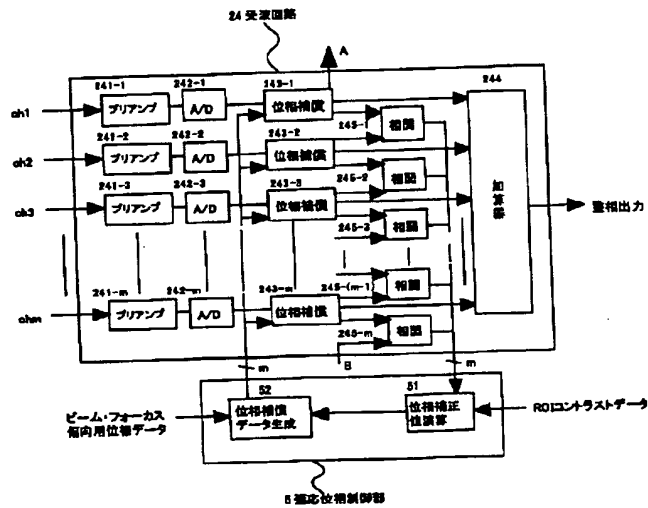 24 受波回路
A
241-1
242-1
243-1
244
ch1
プリアンプ
A/D
位相補償
245-1
相関
241-2
242-2
243-2
ch2
プリアンプ
A/D
位相補償
245-2
相関
241-3
242-3
243-3
ch3
プリアンプ
A/D
位相補償
245-3
相関
加算器
整相出力
相関
241-m
242-m
243-m
245-(m-1)
chm
プリアンプ
A/D
位相補償
245-m
相関
B
m
m
52
51
ビーム・フォーカス
偏向用位相データ
位相補償
データ生成
位相補正
位演算
ROIコントラストデータ
5 適応位相制御部